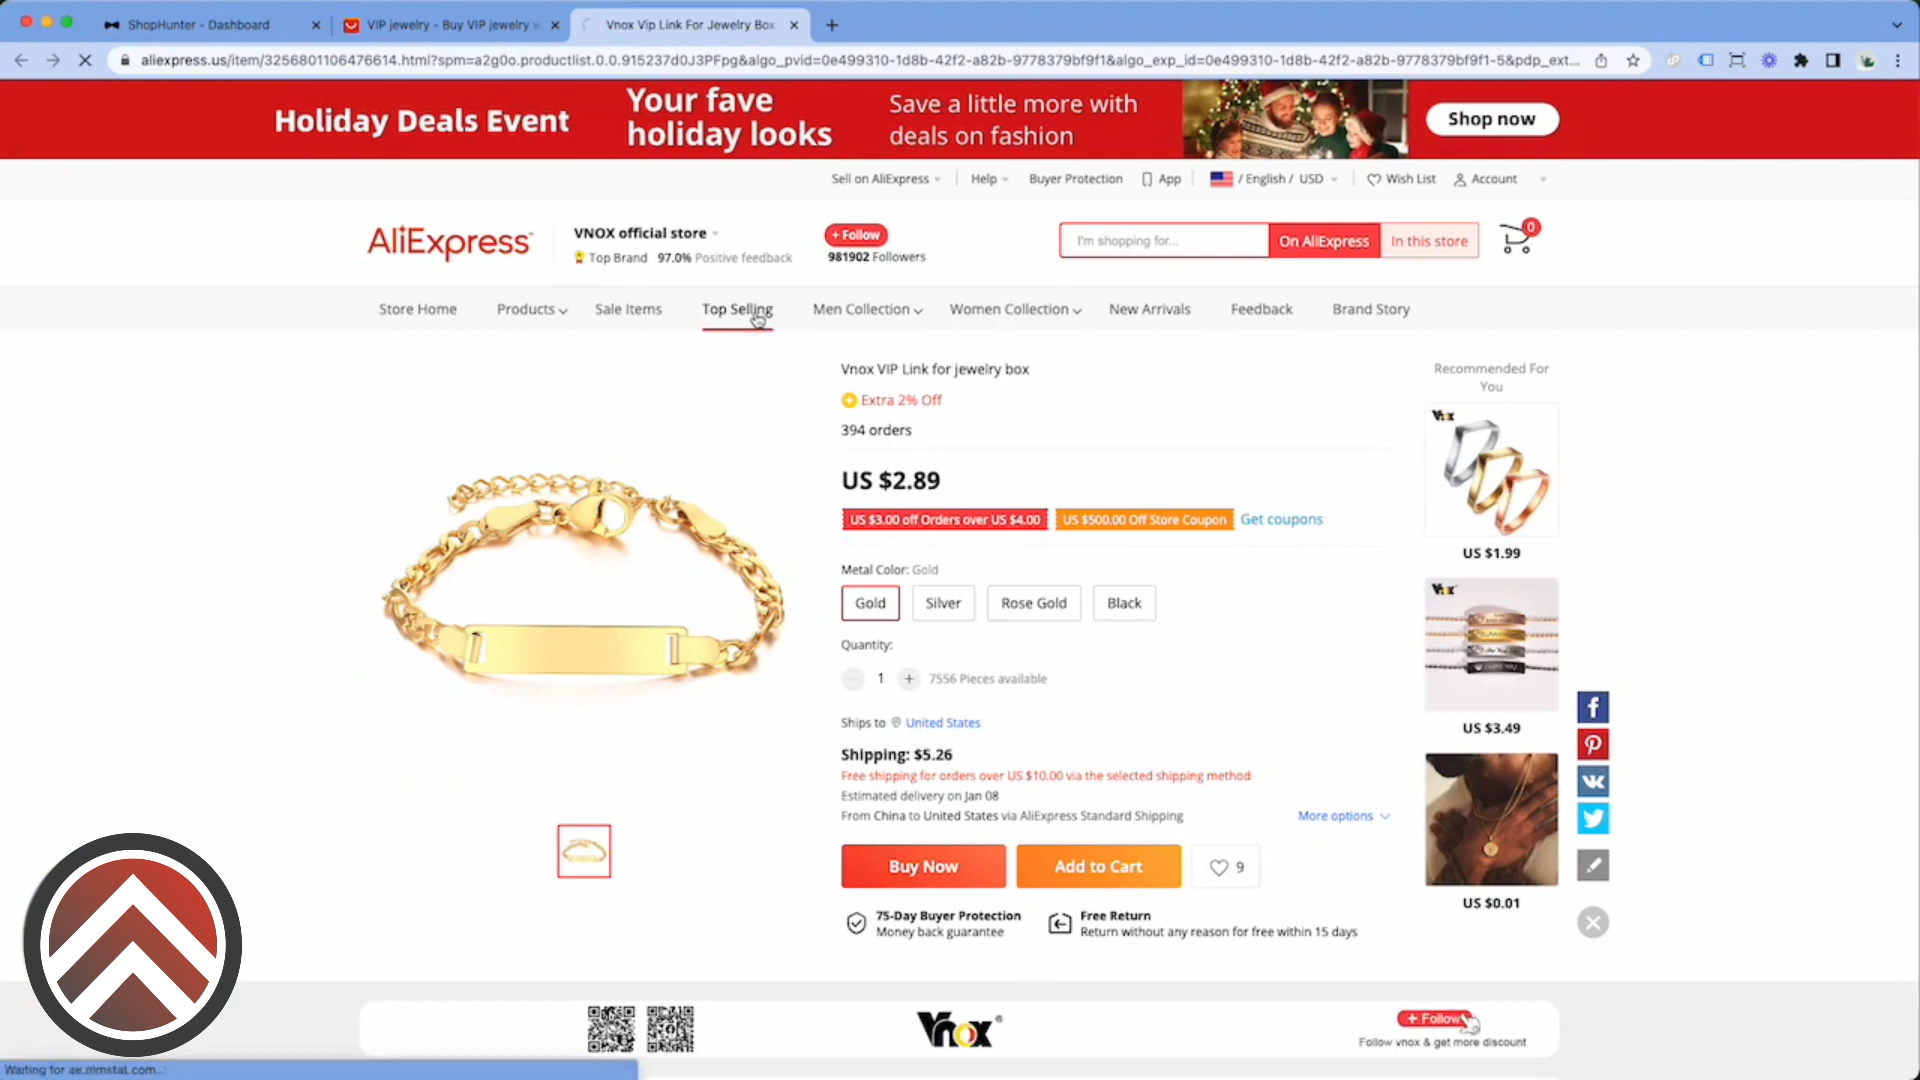 ShopHunter - Dashboard
VIP jewelry - Buy VIP jewelry w
Vnox Vip Link For Jewelry Box
aliexpress.us/item/3256801106476614.html?spm=a2g0o.productlist.0.0.915237d0J3PFpg&algo_pvid=0e499310-1d8b-42f2-a82b-9778379bf9f1&algo_exp_id=0e499310-1d8b-42f2-a82b-9778379bf9f1-5&pdp_ext...
Holiday Deals Event
Your fave
holiday looks
Save a little more with
deals on fashion
Shop now
Sell on AliExpress
Help
Buyer Protection
App
/ English / USD
Wish List
Account
AliExpress
VNOX official store
Top Brand 97.0% Positive feedback
+ Follow
981902 Followers
I'm shopping for...
On AliExpress
In this store
0
Store Home
Products
Sale Items
Top Selling
Men Collection
Women Collection
New Arrivals
Feedback
Brand Story
Vnox VIP Link for jewelry box
Extra 2% Off
394 orders
US $2.89
US $3.00 off Orders over US $4.00
US $500.00 Off Store Coupon
Get coupons
Metal Color: Gold
Gold
Silver
Rose Gold
Black
Quantity:
1
7556 Pieces available
Ships to United States
Shipping: $5.26
Free shipping for orders over US $10.00 via the selected shipping method
Estimated delivery on Jan 08
From China to United States via AliExpress Standard Shipping
More options
Buy Now
Add to Cart
9
75-Day Buyer Protection
Money back guarantee
Free Return
Return without any reason for free within 15 days
Recommended For
You
Vnox
US $1.99
Vnox
US $3.49
US $0.01
Vnox
+ Follow
Follow vnox & get more discount
Waiting for ae.mmstat.com...